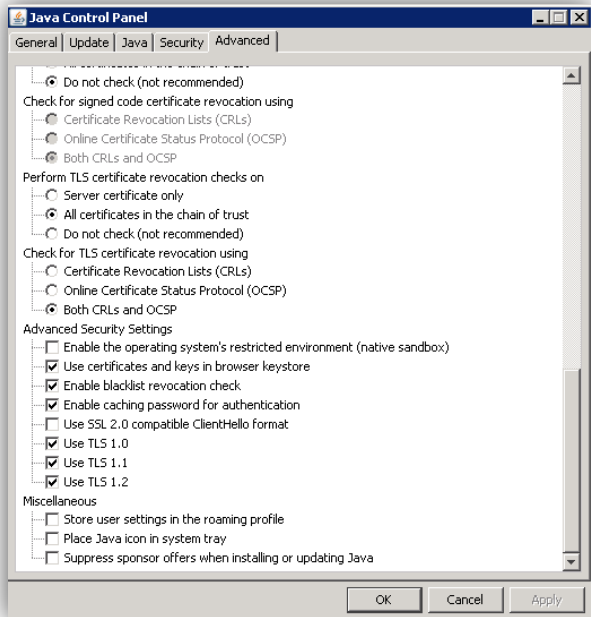 Java Control Panel
General Update Java Security Advanced
All certificates in the chain of trust
Do not check (not recommended)
Check for signed code certificate revocation using
Certificate Revocation Lists (CRLs)
Online Certificate Status Protocol (OCSP)
Both CRLs and OCSP
Perform TLS certificate revocation checks on
Server certificate only
All certificates in the chain of trust
Do not check (not recommended)
Check for TLS certificate revocation using
Certificate Revocation Lists (CRLs)
Online Certificate Status Protocol (OCSP)
Both CRLs and OCSP
Advanced Security Settings
Enable the operating system's restricted environment (native sandbox)
Use certificates and keys in browser keystore
Enable blacklist revocation check
Enable caching password for authentication
Use SSL 2.0 compatible ClientHello format
Use TLS 1.0
Use TLS 1.1
Use TLS 1.2
Miscellaneous
Store user settings in the roaming profile
Place Java icon in system tray
Suppress sponsor offers when installing or updating Java
OK Cancel Apply